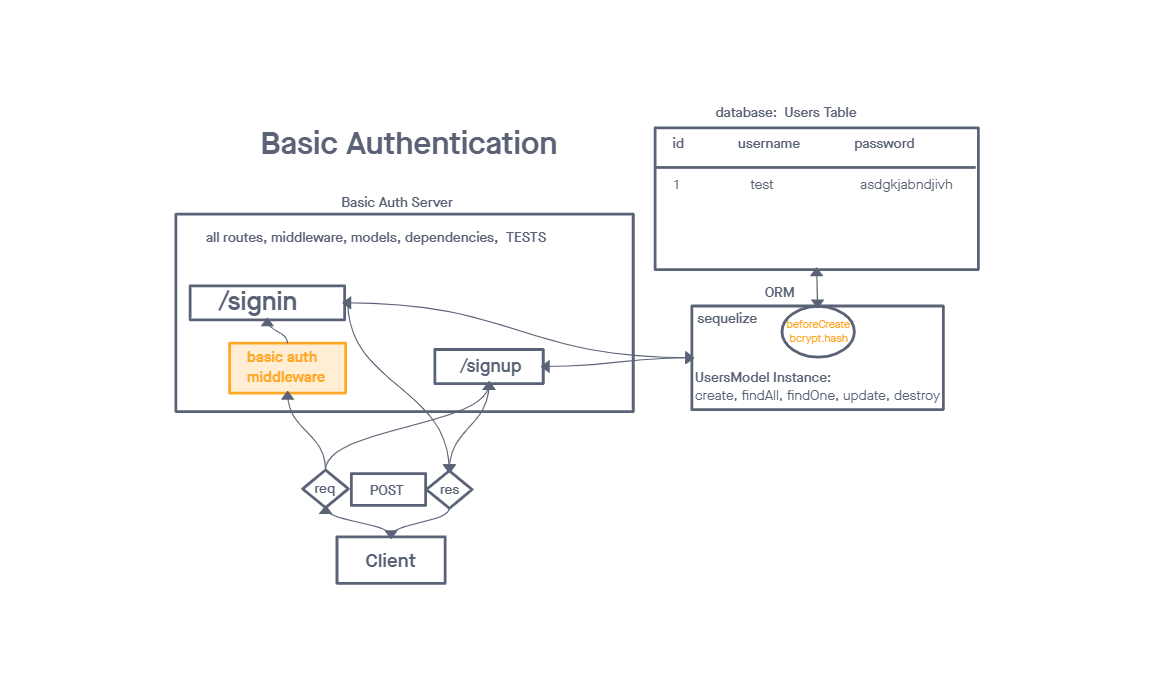 database: Users Table
Basic Authentication
id username password
1 test asdgkjabndjivh
Basic Auth Server
all routes, middleware, models, dependencies, TESTS
/signin
basic auth
middleware
/signup
ORM
sequelize
beforeCreate
bcrypt.hash
UsersModel Instance:
create, findAll, findOne, update, destroy
req
POST
res
Client